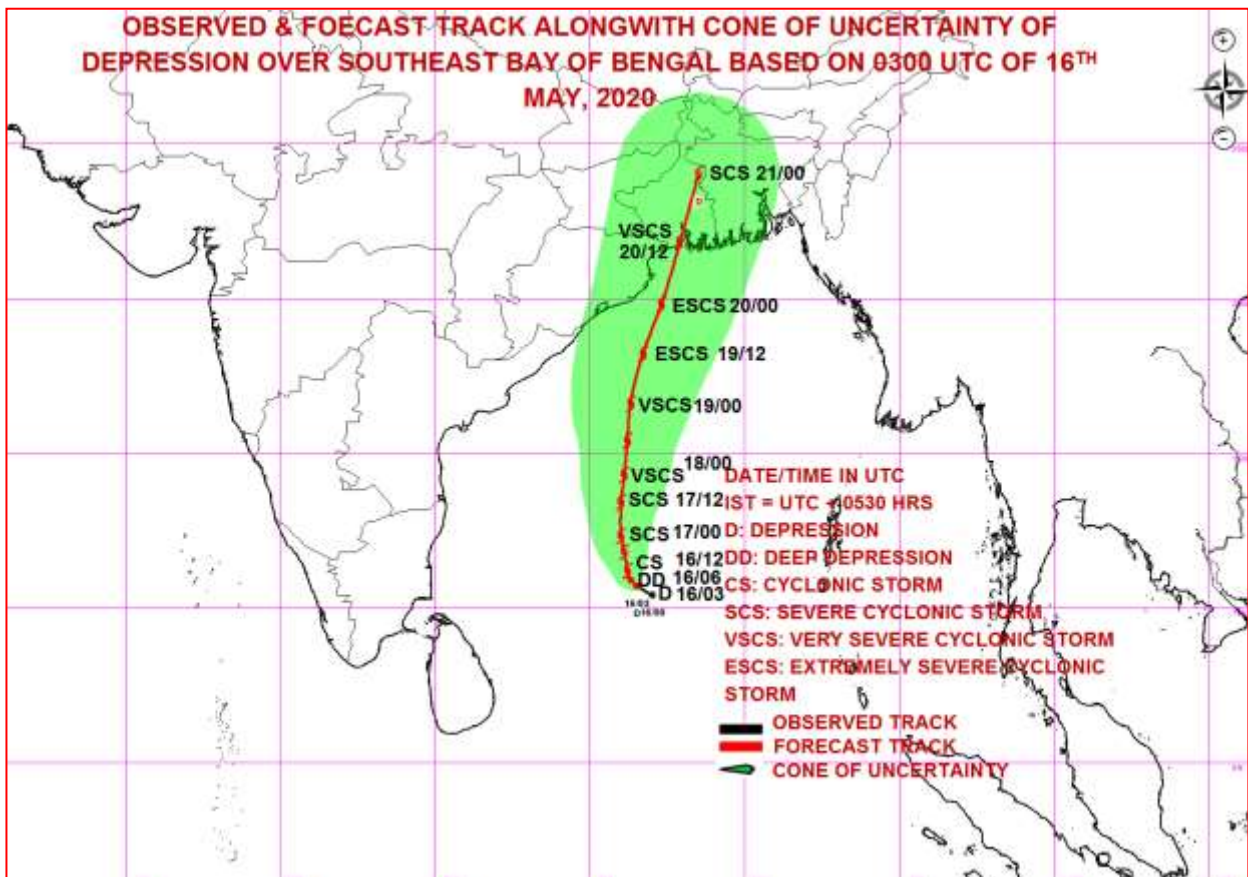 OBSERVED & FOECAST TRACK ALONGWITH CONE OF UNCERTAINTY OF
DEPRESSION OVER SOUTHEAST BAY OF BENGAL BASED ON 0300 UTC OF 16TH
MAY, 2020
SCS 21/00
VSCS
20/12
ESCS 20/00
ESCS 19/12
VSCS 19/00
VSCS 18/00
SCS 17/12
SCS 17/00
CS 16/12
DD 16/06
D 16/03
DATE/TIME IN UTC
IST = UTC + 0530 HRS
D: DEPRESSION
DD: DEEP DEPRESSION
CS: CYCLONIC STORM
SCS: SEVERE CYCLONIC STORM
VSCS: VERY SEVERE CYCLONIC STORM
ESCS: EXTREMELY SEVERE CYCLONIC
STORM
OBSERVED TRACK
FORECAST TRACK
CONE OF UNCERTAINTY